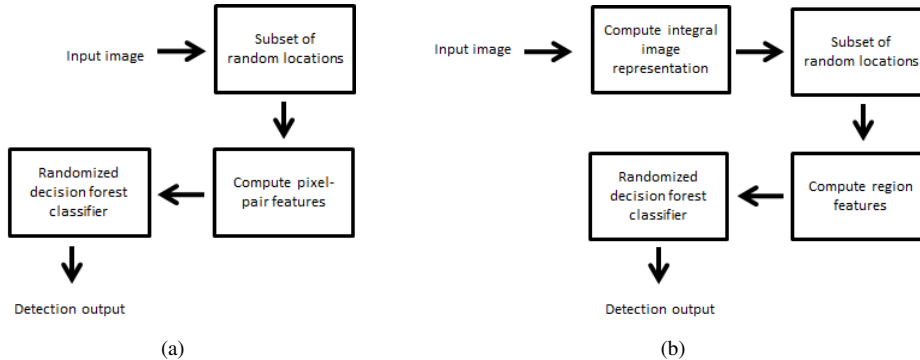 Input image
Subset of
random locations
Randomized
decision forest
classifier
Compute pixel-
pair features
Detection output
(a)
Input image
Compute integral
image
representation
Subset of
random locations
Randomized
decision forest
classifier
Compute region
features
Detection output
(b)